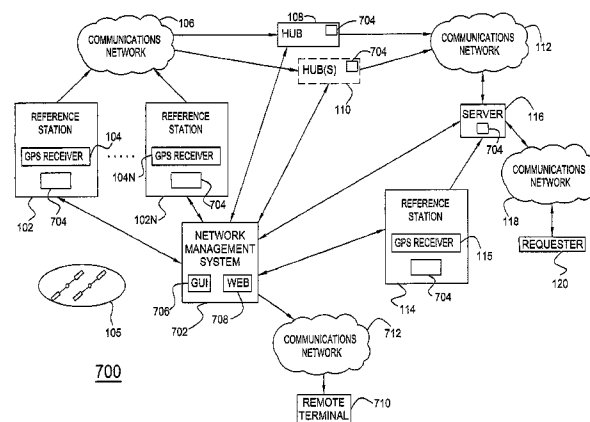 106
COMMUNICATIONS
NETWORK
108
HUB
704
704
HUB(S)
110
COMMUNICATIONS
NETWORK
112
REFERENCE
STATION
104
GPS RECEIVER
704
102
REFERENCE
STATION
104N
GPS RECEIVER
704
102N
SERVER
704
116
COMMUNICATIONS
NETWORK
118
REQUESTER
120
REFERENCE
STATION
GPS RECEIVER
115
704
114
NETWORK
MANAGEMENT
SYSTEM
GUI
WEB
706
708
702
105
700
COMMUNICATIONS
NETWORK
712
REMOTE
TERMINAL
710